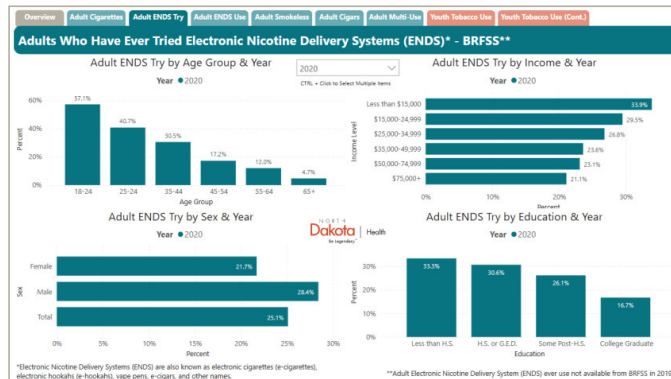 Overview
Adult Cigarettes
Adult ENDS Try
Adult ENDS Use
Adult Smokeless
Adult Cigars
Adult Multi-Use
Youth Tobacco Use
Youth Tobacco Use (Cont.)
Adults Who Have Ever Tried Electronic Nicotine Delivery Systems (ENDS)* - BRFSS**
Adult ENDS Try by Age Group & Year
Year 2020
60%
40%
20%
0%
Percent
57.1%
40.7%
30.5%
17.2%
12.0%
4.7%
18-24
25-24
35-44
45-54
55-64
65+
Age Group
2020
CTRL + Click to Select Multiple Items
Adult ENDS Try by Income & Year
Year 2020
Income Level
Less than $15,000
33.9%
$15,000-24,999
29.5%
$25,000-34,999
26.8%
$35,000-49,999
23.6%
$50,000-74,999
23.1%
$75,000+
21.1%
0%
10%
20%
30%
Percent
Adult ENDS Try by Sex & Year
Year 2020
Sex
Female
21.7%
Male
28.4%
Total
25.1%
0%
5%
10%
15%
20%
25%
30%
Percent
NORTH
Dakota | Health
Be Legendary.™
Adult ENDS Try by Education & Year
Year 2020
Percent
30%
20%
10%
0%
33.3%
30.6%
26.1%
16.7%
Less than H.S.
H.S. or G.E.D.
Some Post-H.S.
College Graduate
Education
*Electronic Nicotine Delivery Systems (ENDS) are also known as electronic cigarettes (e-cigarettes),
electronic hookahs (e-hookahs), vape pens, e-cigars, and other names.
**Adult Electronic Nicotine Delivery System (ENDS) ever use not available from BRFSS in 2019